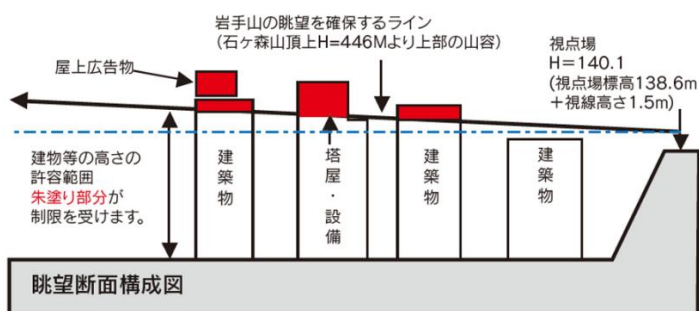 岩手山の眺望を確保するライン
(石ヶ森山頂上H=446Mより上部の山容)
屋上広告物
視点場
H=140.1
(視点場標高138.6m
+視線高さ1.5m)
建物等の高さの
許容範囲
朱塗り部分が
制限を受けます。
建築物
塔屋・設備
建築物
建築物
眺望断面構成図